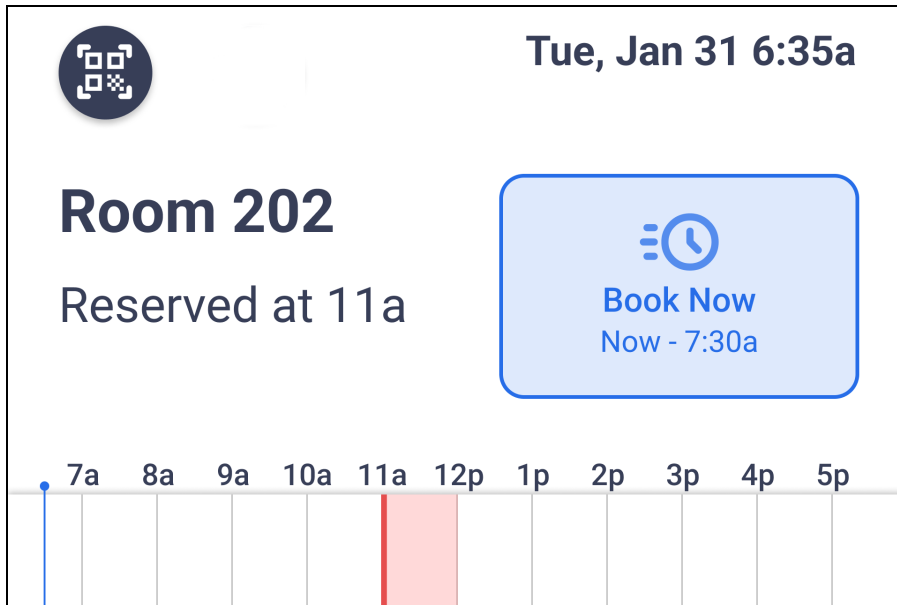 Tue, Jan 31 6:35a
Room 202
Reserved at 11a
Book Now
Now - 7:30a
7a 8a 9a 10a 11a 12p 1p 2p 3p 4p 5p